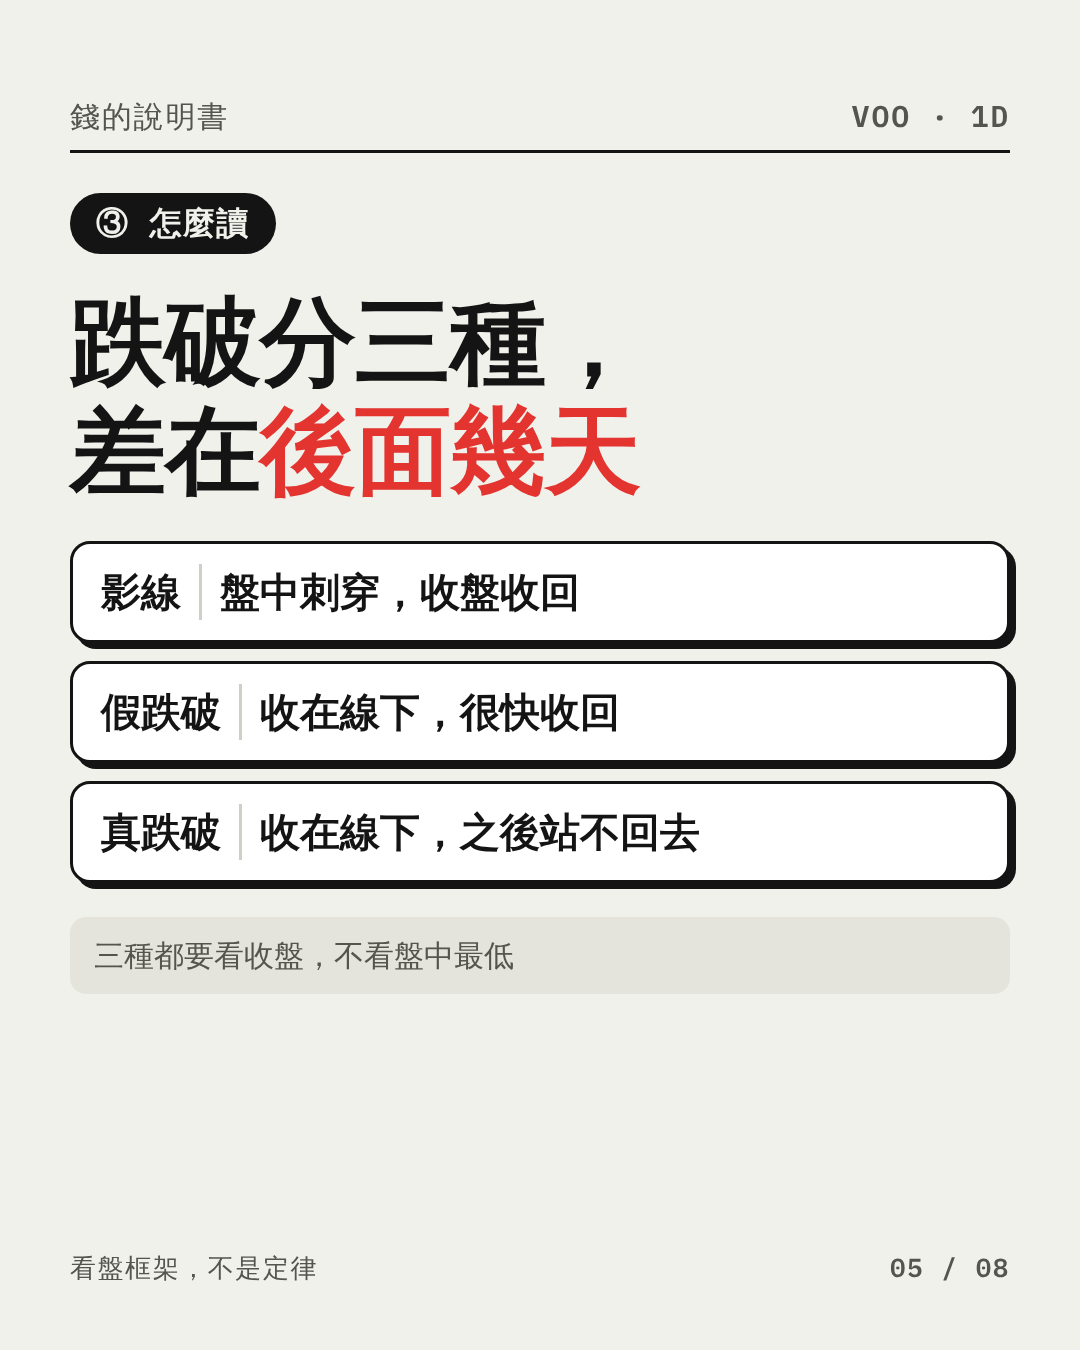 錢的說明書
VOO · 1D
③ 怎麼讀
跌破分三種，
差在後面幾天
影線 盤中刺穿，收盤收回
假跌破 收在線下，很快收回
真跌破 收在線下，之後站不回去
三種都要看收盤，不看盤中最低
看盤框架，不是定律
05 / 08